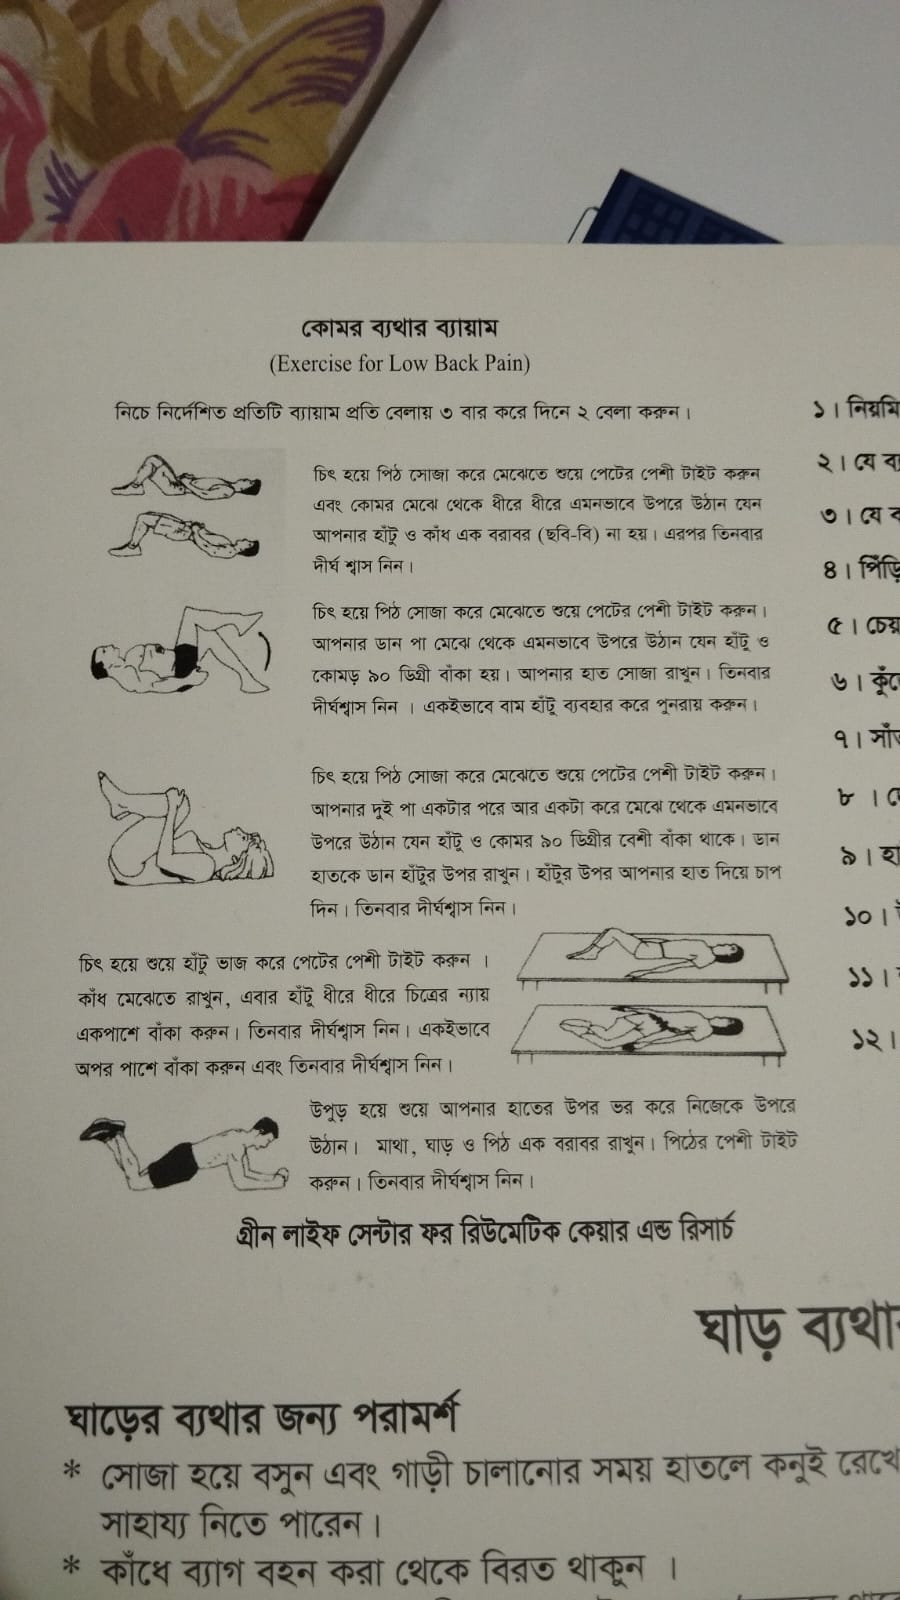 কোমর ব্যথার ব্যায়াম
(Exercise for Low Back Pain)
নিচে নির্দেশিত প্রতিটি ব্যায়াম প্রতি বেলায় ৩ বার করে দিনে ২ বেলা করুন।
চিৎ হয়ে পিঠ সোজা করে মেঝেতে শুয়ে পেটের পেশী টাইট করুন
এবং কোমর মেঝে থেকে ধীরে ধীরে এমনভাবে উপরে উঠান যেন
আপনার হাঁটু ও কাঁধ এক বরাবর (ছবি-বি) না হয়। এরপর তিনবার
দীর্ঘ শ্বাস নিন।
চিৎ হয়ে পিঠ সোজা করে মেঝেতে শুয়ে পেটের পেশী টাইট করুন।
আপনার ডান পা মেঝে থেকে এমনভাবে উপরে উঠান যেন হাঁটু ও
কোমড় ৯০ ডিগ্রী বাঁকা হয়। আপনার হাত সোজা রাখুন। তিনবার
দীর্ঘশ্বাস নিন । একইভাবে বাম হাঁটু ব্যবহার করে পুনরায় করুন।
চিৎ হয়ে পিঠ সোজা করে মেঝেতে শুয়ে পেটের পেশী টাইট করুন।
আপনার দুই পা একটার পরে আর একটা করে মেঝে থেকে এমনভাবে
উপরে উঠান যেন হাঁটু ও কোমর ৯০ ডিগ্রীর বেশী বাঁকা থাকে। ডান
হাতকে ডান হাঁটুর উপর রাখুন। হাঁটুর উপর আপনার হাত দিয়ে চাপ
দিন। তিনবার দীর্ঘশ্বাস নিন।
চিৎ হয়ে শুয়ে হাঁটু ভাজ করে পেটের পেশী টাইট করুন ।
কাঁধ মেঝেতে রাখুন, এবার হাঁটু ধীরে ধীরে চিত্রের ন্যায়
একপাশে বাঁকা করুন। তিনবার দীর্ঘশ্বাস নিন। একইভাবে
অপর পাশে বাঁকা করুন এবং তিনবার দীর্ঘশ্বাস নিন।
উপুড় হয়ে শুয়ে আপনার হাতের উপর ভর করে নিজেকে উপরে
উঠান। মাথা, ঘাড় ও পিঠ এক বরাবর রাখুন। পিঠের পেশী টাইট
করুন। তিনবার দীর্ঘশ্বাস নিন।
গ্রীন লাইফ সেন্টার ফর রিউমেটিক কেয়ার এন্ড রিসার্চ
১। নিয়মি
২। যে
৩। যে
৪। পিঁড়ি
৫। চেয়
৬। কুঁ
৭। সাঁ
৮ ।
৯। হা
১০।
১১।
১২।
ঘাড় ব্যথা
ঘাড়ের ব্যথার জন্য পরামর্শ
* সোজা হয়ে বসুন এবং গাড়ী চালানোর সময় হাতলে কনুই রেখে
সাহায্য নিতে পারেন।
* কাঁধে ব্যাগ বহন করা থেকে বিরত থাকুন ।